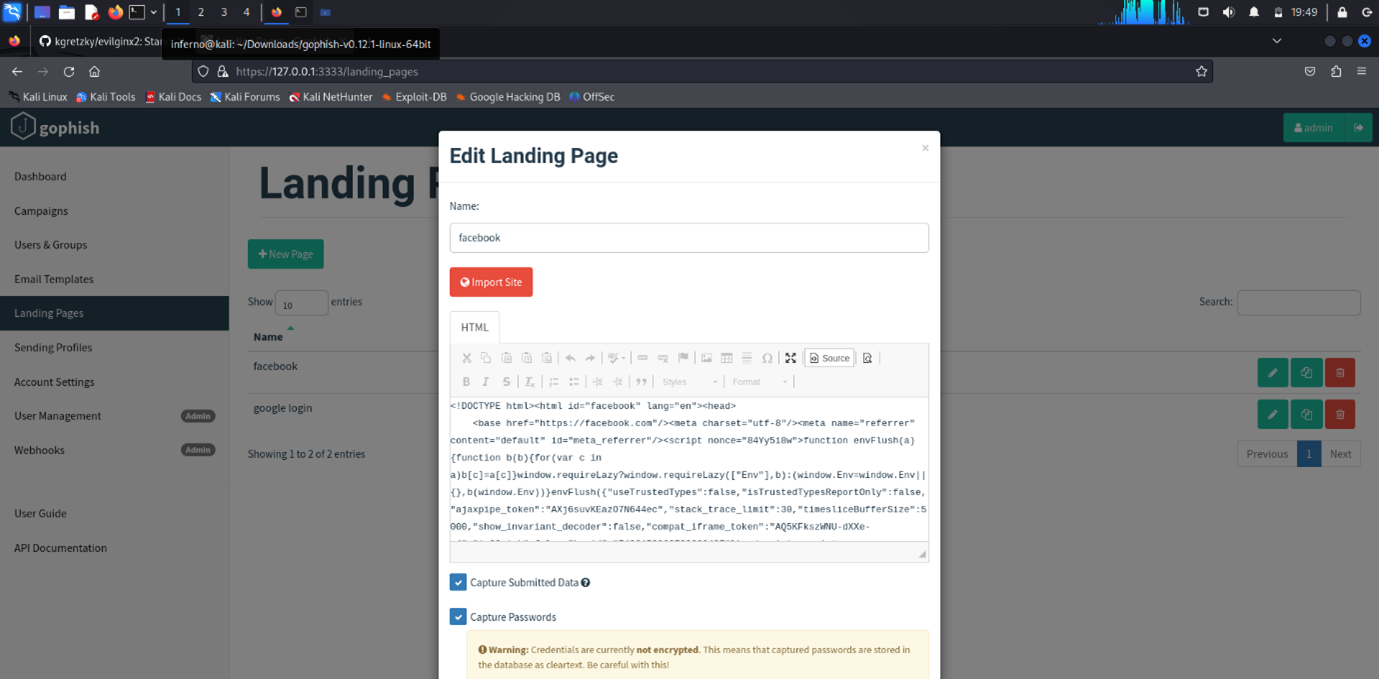 1 2 3 4
19:49
kgretzky/evilginx2: Sta
inferno@kali: ~/Downloads/gophish-v0.12.1-linux-64bit
https://127.0.0.1:3333/landing_pages
Kali Linux Kali Tools Kali Docs Kali Forums Kali NetHunter Exploit-DB Google Hacking DB OffSec
gophish
admin
Dashboard
Campaigns
Users & Groups
Email Templates
Landing Pages
Sending Profiles
Account Settings
User Management Admin
Webhooks Admin
User Guide
API Documentation
Landing
New Page
Show 10 entries
Search:
Name
facebook
google login
Showing 1 to 2 of 2 entries
Previous 1 Next
Edit Landing Page
×
Name:
facebook
Import Site
HTML
Source
B I S Styles Format
<!DOCTYPE html><html id="facebook" lang="en"><head>
<base href="https://facebook.com"/><meta charset="utf-8"/><meta name="referrer"
content="default" id="meta_referrer"/><script nonce="84Yy5i8w">function envFlush(a)
{function b(b){for(var c in
a)b[c]=a[c]}window.requireLazy?window.requireLazy(["Env"],b):(window.Env=window.Env||
{},b(window.Env))}envFlush({"useTrustedTypes":false,"isTrustedTypesReportOnly":false,
"ajaxpipe_token":"AXj6suvKEazO7N644ec","stack_trace_limit":30,"timesliceBufferSize":5
000,"show_invariant_decoder":false,"compat_iframe_token":"AQ5KFkszWNU-dXXe-
Capture Submitted Data
Capture Passwords
Warning: Credentials are currently not encrypted. This means that captured passwords are stored in
the database as cleartext. Be careful with this!